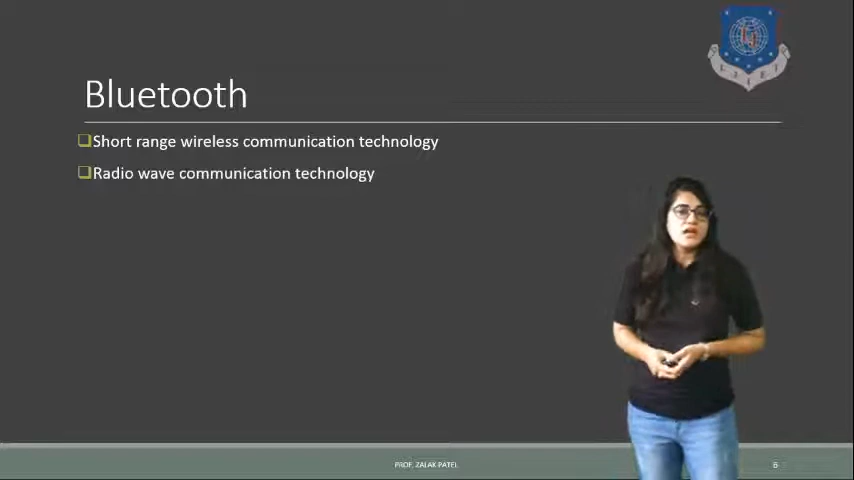 Bluetooth
❑Short range wireless communication technology
❑Radio wave communication technology
PROF. ZALAK PATEL